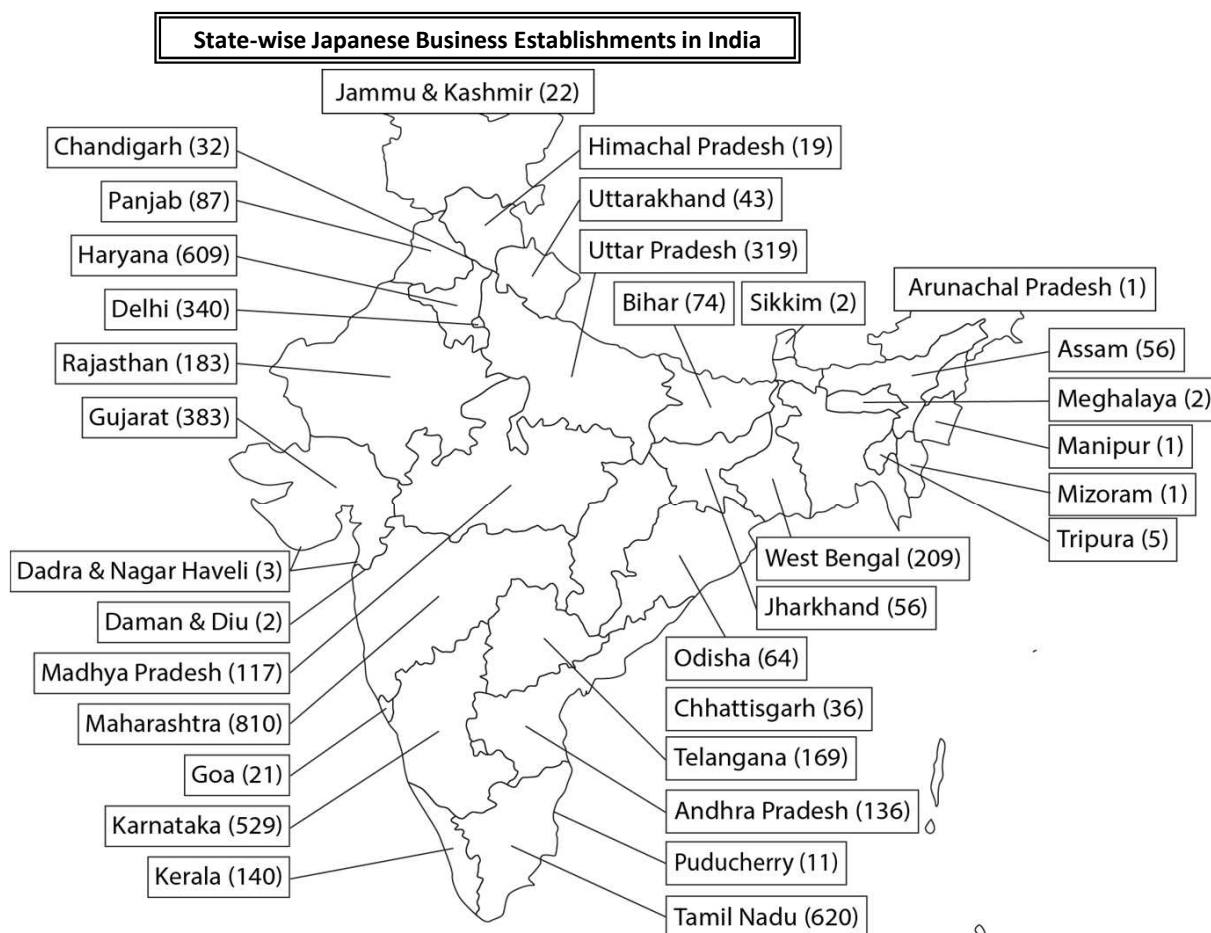 State-wise Japanese Business Establishments in India
Jammu & Kashmir (22)
Chandigarh (32)
Panjab (87)
Haryana (609)
Delhi (340)
Rajasthan (183)
Gujarat (383)
Dadra & Nagar Haveli (3)
Daman & Diu (2)
Madhya Pradesh (117)
Maharashtra (810)
Goa (21)
Karnataka (529)
Kerala (140)
Himachal Pradesh (19)
Uttarakhand (43)
Uttar Pradesh (319)
Bihar (74)
Sikkim (2)
Arunachal Pradesh (1)
Assam (56)
Meghalaya (2)
Manipur (1)
Mizoram (1)
Tripura (5)
West Bengal (209)
Jharkhand (56)
Odisha (64)
Chhattisgarh (36)
Telangana (169)
Andhra Pradesh (136)
Puducherry (11)
Tamil Nadu (620)